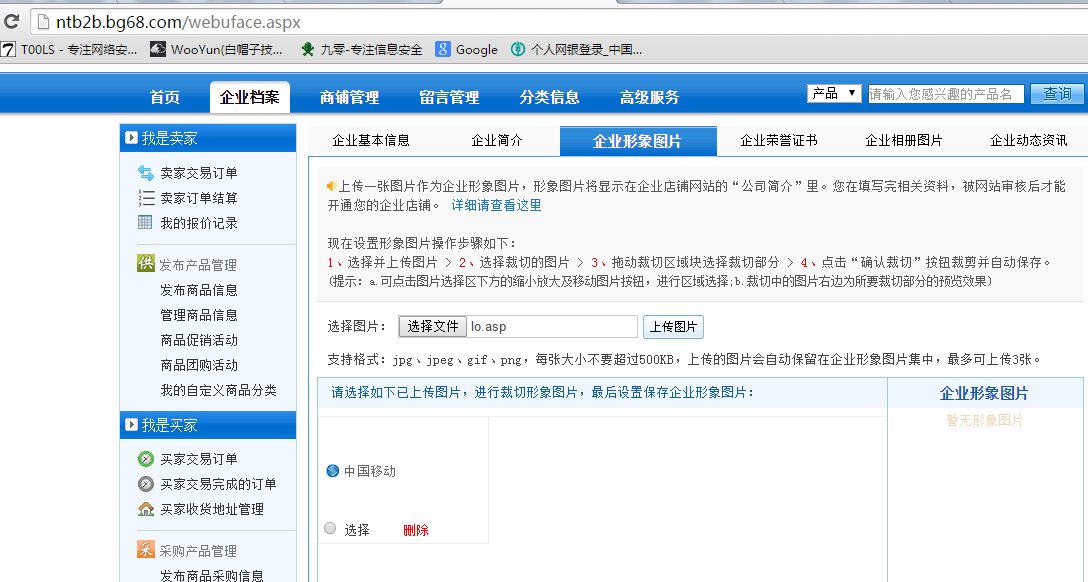 ntb2b.bg68.com/webuface.aspx
T00LS - 专注网络安... WooYun(白帽子技... 九零-专注信息安全 Google 个人网银登录_中国...
首页 企业档案 商铺管理 留言管理 分类信息 高级服务 产品 请输入您感兴趣的产品名 查询
我是卖家
卖家交易订单
卖家订单结算
我的报价记录
供 发布产品管理
发布商品信息
管理商品信息
商品促销活动
商品团购活动
我的自定义商品分类
我是买家
买家交易订单
买家交易完成的订单
买家收货地址管理
采 采购产品管理
发布商品采购信息
企业基本信息 企业简介 企业形象图片 企业荣誉证书 企业相册图片 企业动态资讯
上传一张图片作为企业形象图片，形象图片将显示在企业店铺网站的“公司简介”里。您在填写完相关资料，被网站审核后才能
开通您的企业店铺。 详细请查看这里
现在设置形象图片操作步骤如下：
1、选择并上传图片 > 2、选择裁切的图片 > 3、拖动裁切区域块选择裁切部分 > 4、点击“确认裁切”按钮裁剪并自动保存。
(提示: a.可点击图片选择区下方的缩小放大及移动图片按钮，进行区域选择;b.裁切中的图片右边为所要裁切部分的预览效果)
选择图片： 选择文件 lo.asp 上传图片
支持格式：jpg、jpeg、gif、png，每张大小不要超过500KB，上传的图片会自动保留在企业形象图片集中，最多可上传3张。
请选择如下已上传图片，进行裁切形象图片，最后设置保存企业形象图片： 企业形象图片
暂无形象图片
中国移动
选择 删除